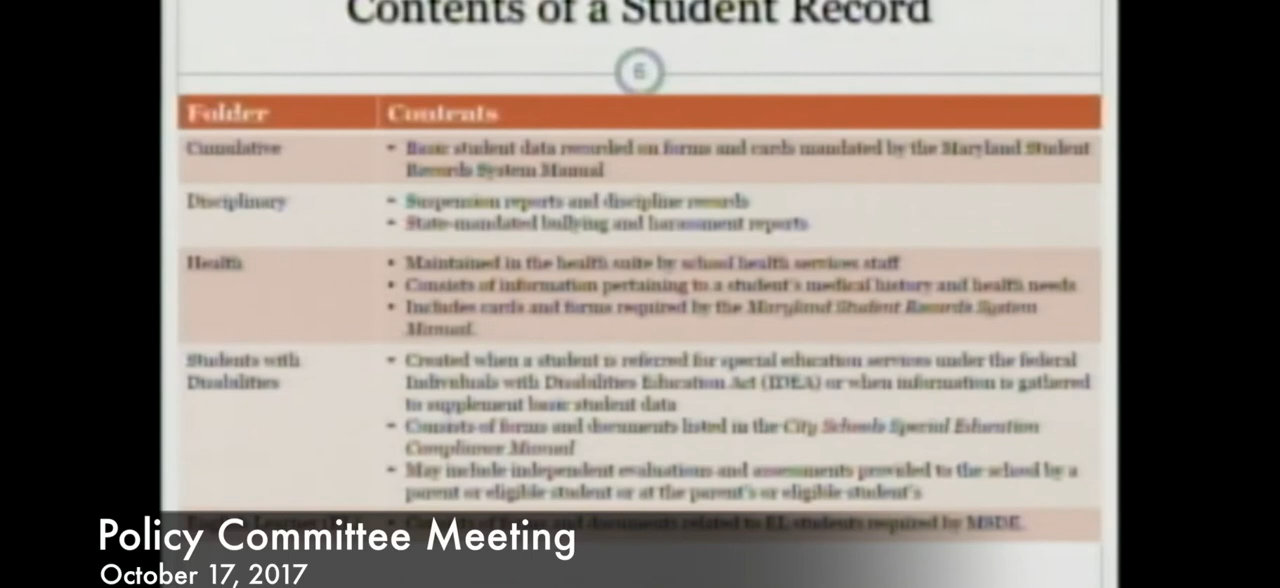 Contents of a Student Record
6
Folder Contents
Cumulative • Basic student data recorded on forms and cards mandated by the Maryland Student
Records System Manual
Disciplinary • Suspension reports and discipline records
• State-mandated bullying and harassment reports
Health • Maintained in the health suite by school health services staff
• Consists of information pertaining to a student's medical history and health needs
• Includes cards and forms required by the Maryland Student Records System
Manual.
Students with • Created when a student is referred for special education services under the federal
Disabilities Individuals with Disabilities Education Act (IDEA) or when information is gathered
to supplement basic student data
• Consists of forms and documents listed in the City Schools Special Education
Compliance Manual
• May include independent evaluations and assessments provided to the school by a
parent or eligible student or at the parent's or eligible student's
of forms and documents related to EL students required by MSDE.
Policy Committee Meeting
October 17, 2017